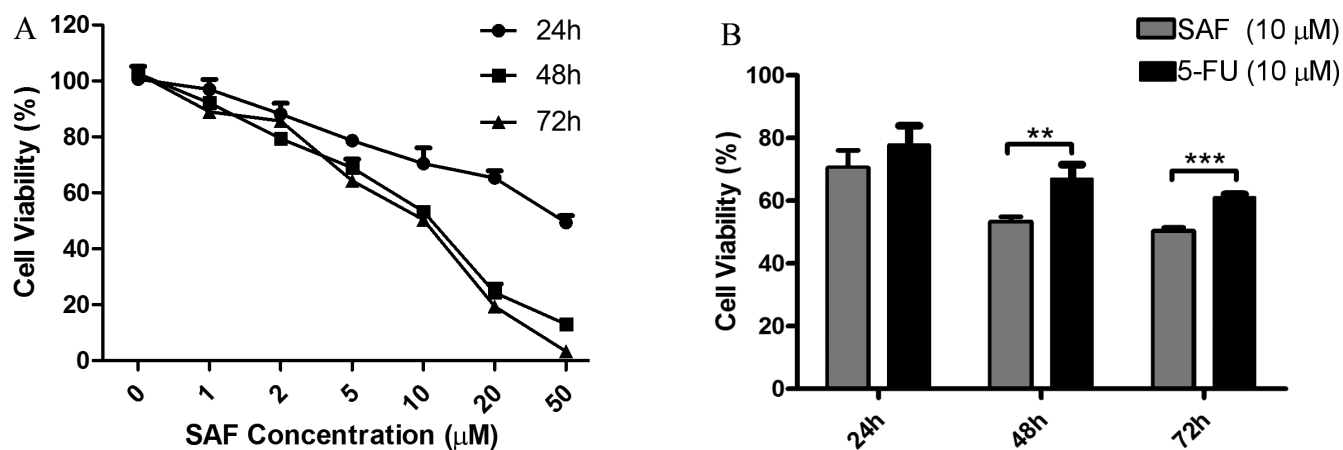 A
120
100
80
60
40
20
0
Cell Viability (%)
24h
48h
72h
0 1 2 5 10 20 50
SAF Concentration (μM)
B
SAF (10 μM)
5-FU (10 μM)
100
80
60
40
20
0
Cell Viability (%)
**
***
24h 48h 72h